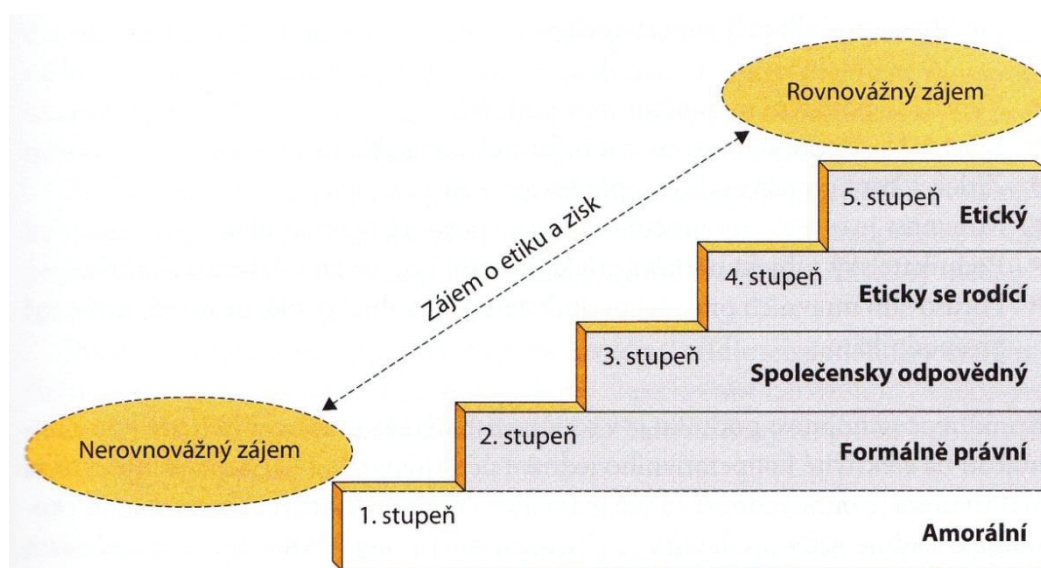 Rovnovážný zájem
Zájem o etiku a zisk
Nerovnovážný zájem
5. stupeň
Etický
4. stupeň
Eticky se rodící
3. stupeň
Společensky odpovědný
2. stupeň
Formálně právní
1. stupeň
Amorální